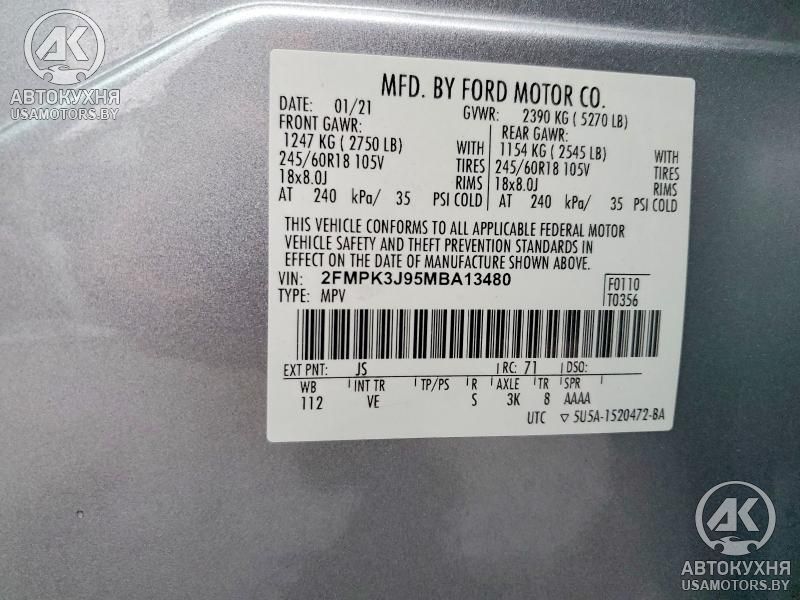 AK
АВТОКУХНЯ
USAMOTORS.BY
MFD. BY FORD MOTOR CO.
DATE: 01/21 GVWR: 2390 KG ( 5270 LB)
FRONT GAWR: REAR GAWR:
1247 KG ( 2750 LB) WITH 1154 KG ( 2545 LB) WITH
245/60R18 105V TIRES 245/60R18 105V TIRES
18x8.0J RIMS 18x8.0J RIMS
AT 240 kPa/ 35 PSI COLD AT 240 kPa/ 35 PSI COLD
THIS VEHICLE CONFORMS TO ALL APPLICABLE FEDERAL MOTOR
VEHICLE SAFETY AND THEFT PREVENTION STANDARDS IN
EFFECT ON THE DATE OF MANUFACTURE SHOWN ABOVE.
VIN: 2FMPK3J95MBA13480 F0110
TYPE: MPV T0356
EXT PNT: JS RC: 71 DSO:
WB INT TR TP/PS R AXLE TR SPR
112 VE S 3K 8 AAAA
UTC ▽ 5U5A-1520472-BA
AK
АВТОКУХНЯ
USAMOTORS.BY